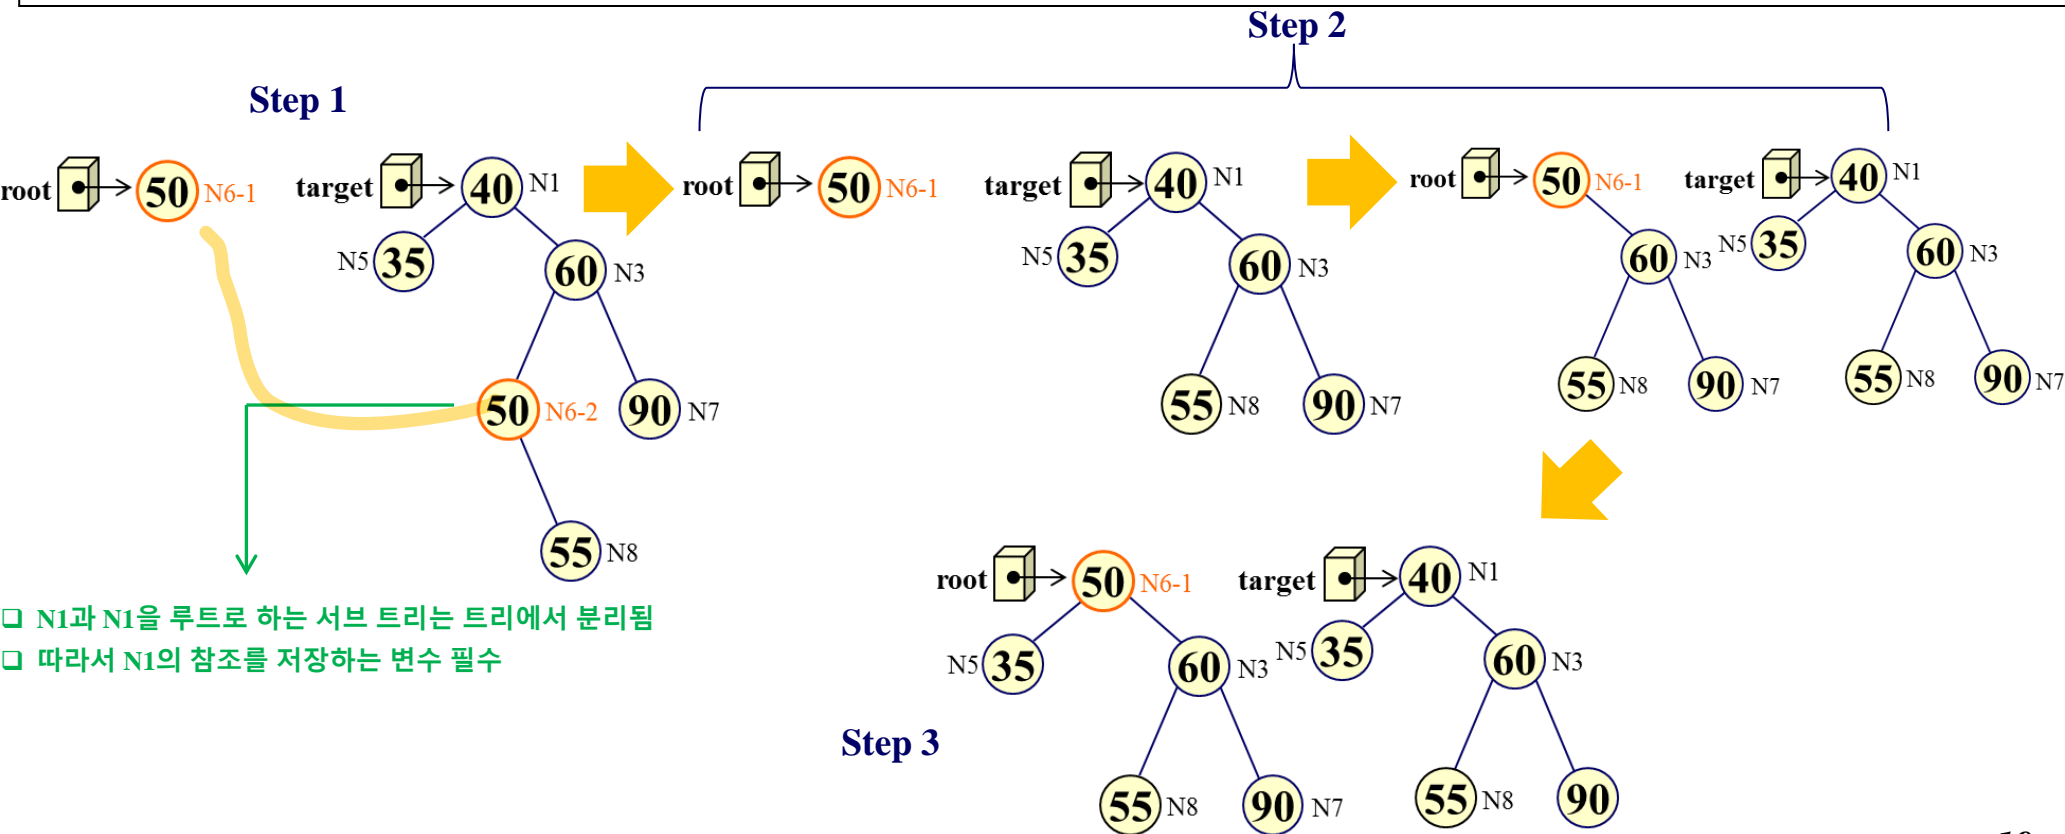 Step 2
Step 1
root 50 N6-1 target 40 N1 root 50 N6-1 target 40 N1 root 50 N6-1 target 40 N1
N5 35 60 N3 N5 35 60 N3 60 N3 N5 35 60 N3
50 N6-2 90 N7 55 N8 90 N7 55 N8 90 N7 55 N8 90 N7
55 N8
root 50 N6-1 target 40 N1
❑ N1과 N1을 루트로 하는 서브 트리는 트리에서 분리됨
❑ 따라서 N1의 참조를 저장하는 변수 필수
N5 35 60 N3 N5 35 60 N3
Step 3
55 N8 90 N7 55 N8 90